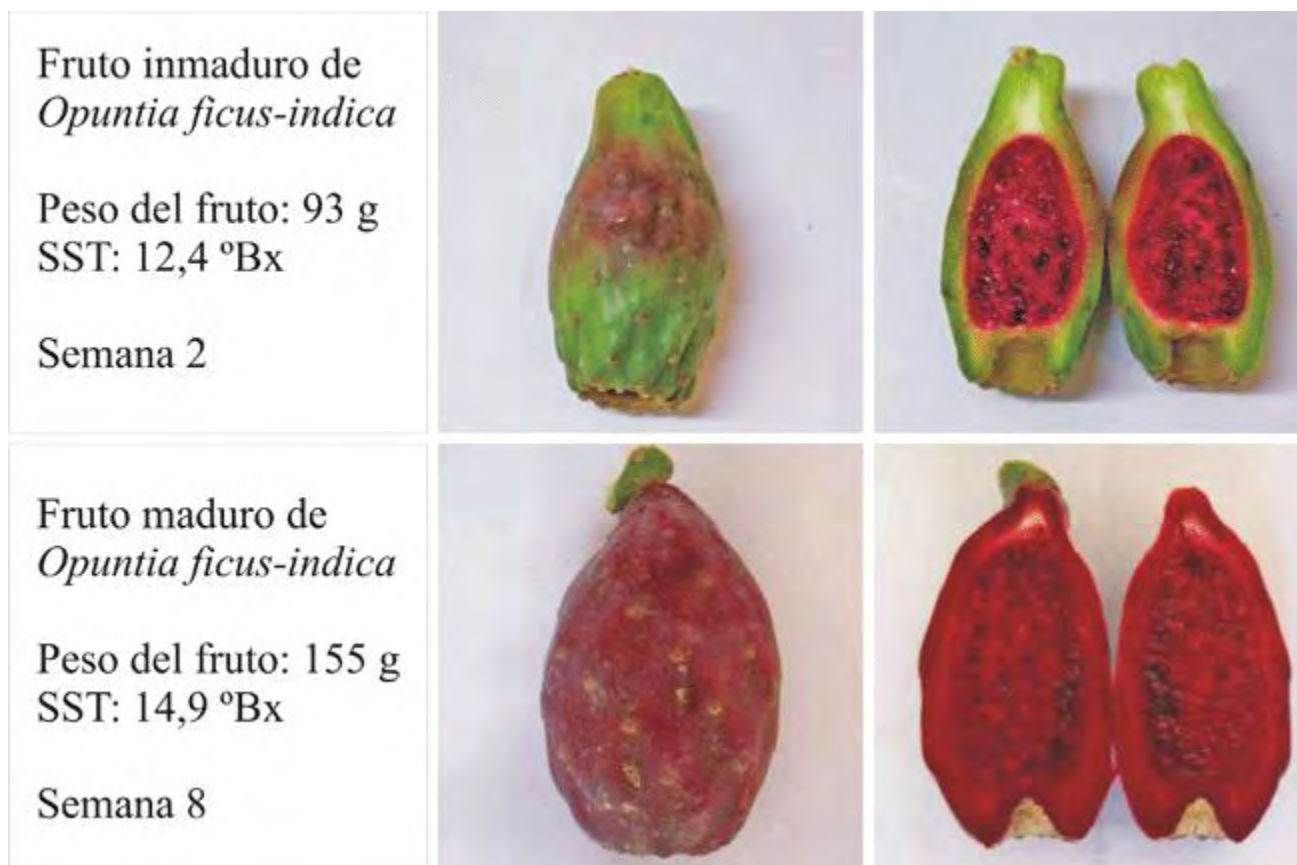 Fruto inmaduro de
Opuntia ficus-indica
Peso del fruto: 93 g
SST: 12,4 ºBx
Semana 2
Fruto maduro de
Opuntia ficus-indica
Peso del fruto: 155 g
SST: 14,9 ºBx
Semana 8